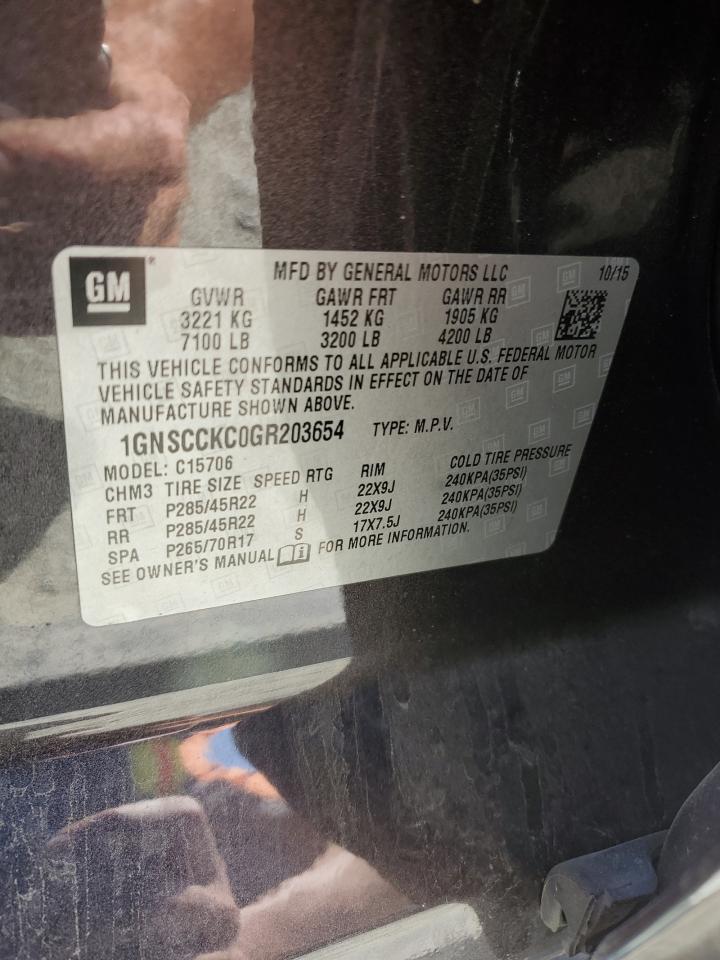 GM ®
MFD BY GENERAL MOTORS LLC 10/15
GVWR GAWR FRT GAWR RR
3221 KG 1452 KG 1905 KG
7100 LB 3200 LB 4200 LB
THIS VEHICLE CONFORMS TO ALL APPLICABLE U.S. FEDERAL MOTOR
VEHICLE SAFETY STANDARDS IN EFFECT ON THE DATE OF
MANUFACTURE SHOWN ABOVE.
1GNSCCKC0GR203654 TYPE: M.P.V.
MODEL: C15706
CHM3 TIRE SIZE SPEED RTG RIM COLD TIRE PRESSURE
FRT P285/45R22 H 22X9J 240KPA(35PSI)
RR P285/45R22 H 22X9J 240KPA(35PSI)
SPA P265/70R17 S 17X7.5J 240KPA(35PSI)
SEE OWNER'S MANUAL FOR MORE INFORMATION.